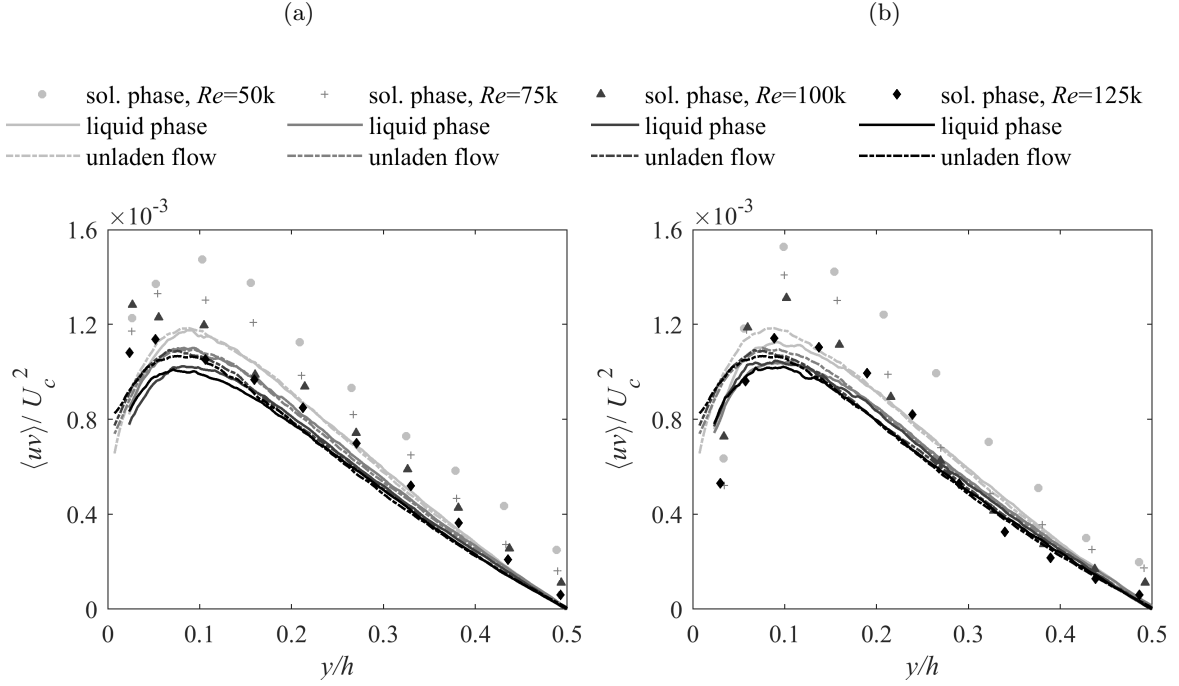 (a) (b)
sol. phase, Re=50k sol. phase, Re=75k sol. phase, Re=100k sol. phase, Re=125k
liquid phase liquid phase liquid phase liquid phase
unladen flow unladen flow unladen flow unladen flow
×10⁻³ ×10⁻³
1.6 1.6
1.2 1.2
⟨uv⟩/ U_c² ⟨uv⟩/ U_c²
0.8 0.8
0.4 0.4
0 0
0 0.1 0.2 0.3 0.4 0.5 0 0.1 0.2 0.3 0.4 0.5
y/h y/h